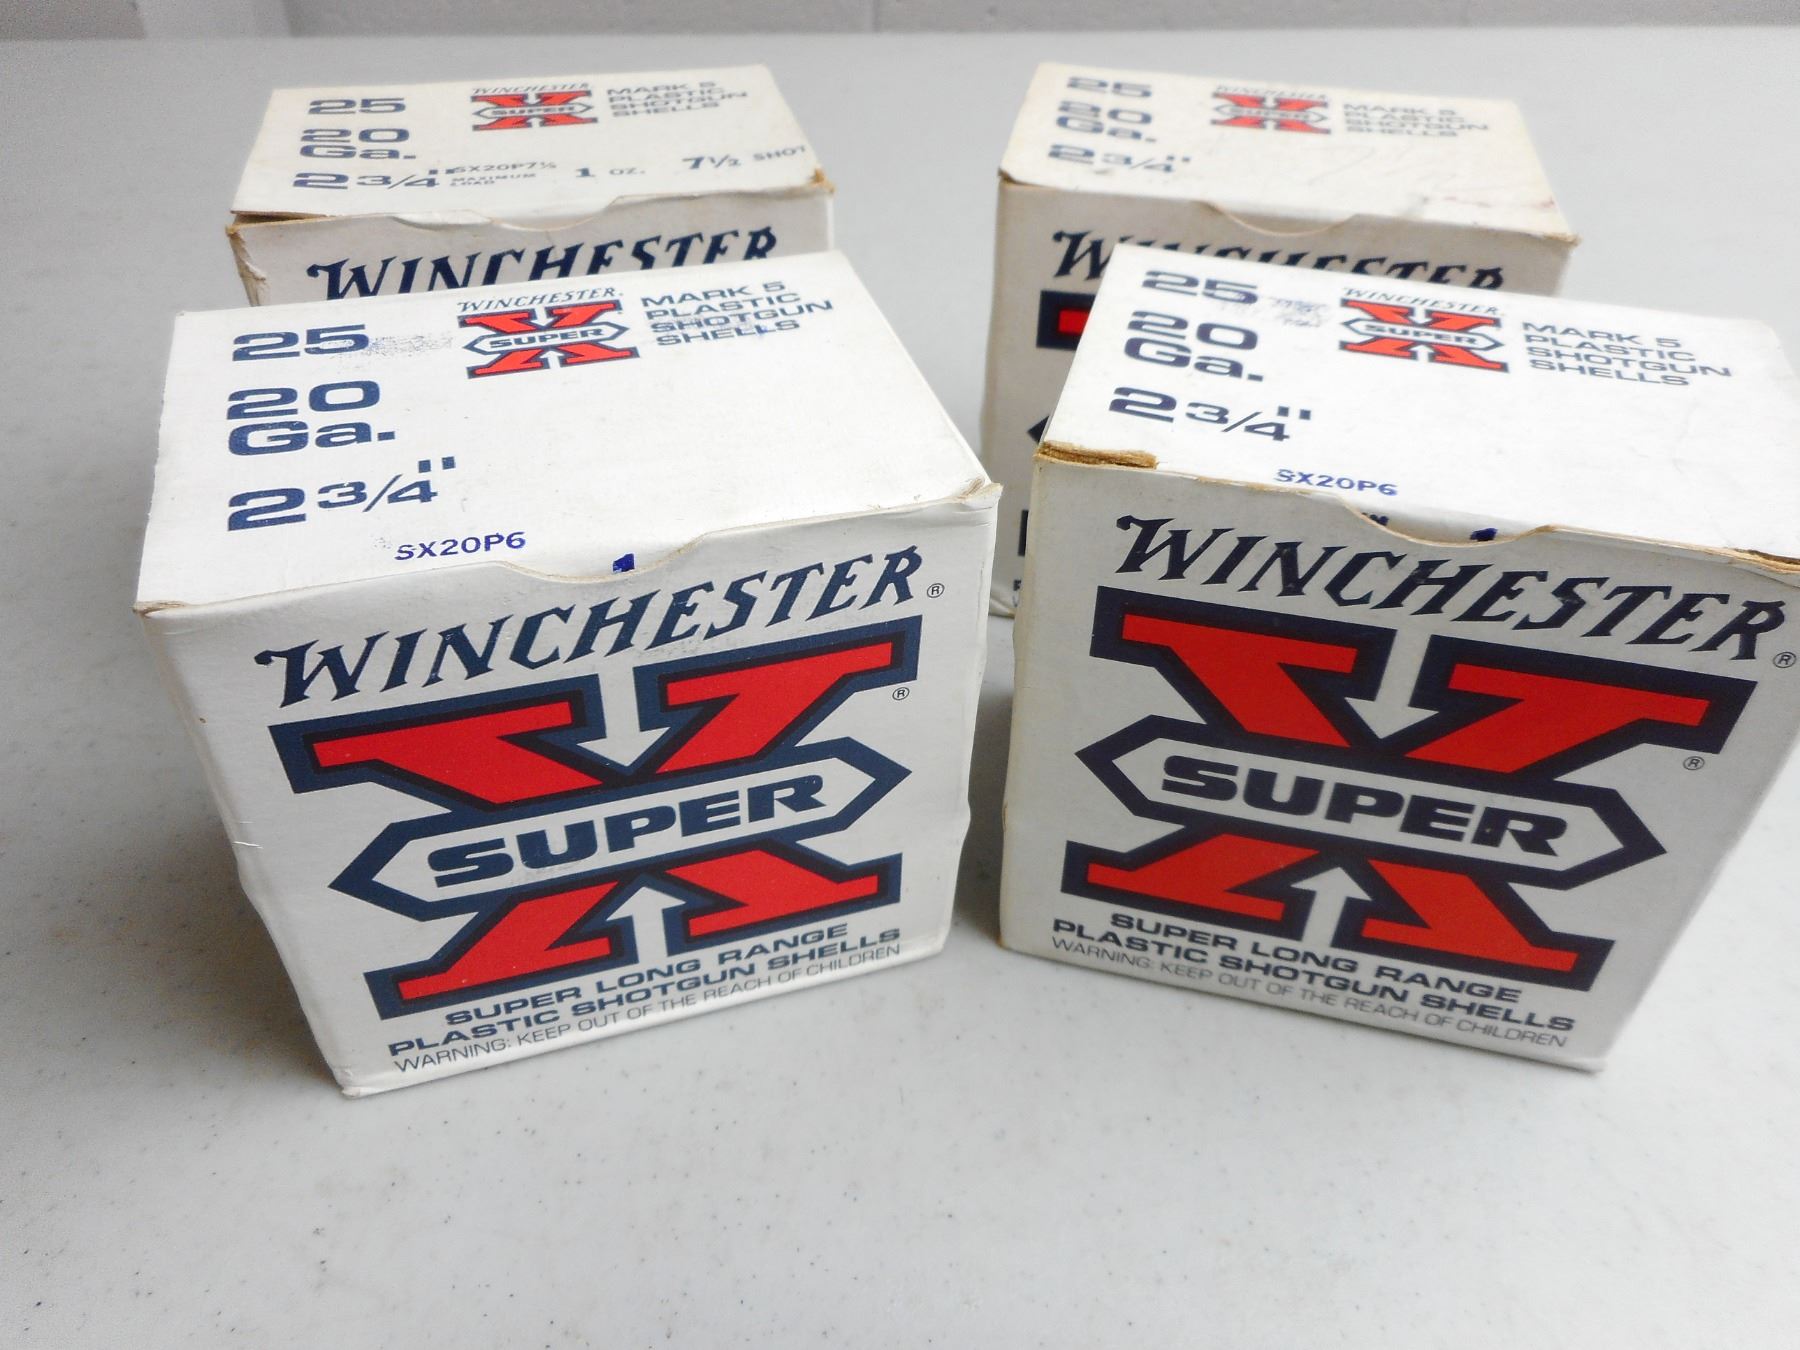 25
20
Ga.
2 3/4"
WINCHESTER
SUPER
MARK 5
PLASTIC
SHOTGUN
SHELLS
SX20P7½
MAXIMUM
LOAD
1 OZ.
7½ SHOT
WINCHESTER
25
20
Ga.
2 3/4"
WINCHESTER
SUPER
MARK 5
PLASTIC
SHOTGUN
SHELLS
WINCHESTER
25
20
Ga.
2 3/4"
WINCHESTER
SUPER
MARK 5
PLASTIC
SHOTGUN
SHELLS
SX20P6
1
WINCHESTER®
SUPER ®
SUPER LONG RANGE
PLASTIC SHOTGUN SHELLS
WARNING: KEEP OUT OF THE REACH OF CHILDREN
25
20
Ga.
2 3/4"
WINCHESTER
SUPER
MARK 5
PLASTIC
SHOTGUN
SHELLS
SX20P6
WINCHESTER®
SUPER ®
SUPER LONG RANGE
PLASTIC SHOTGUN SHELLS
WARNING: KEEP OUT OF THE REACH OF CHILDREN